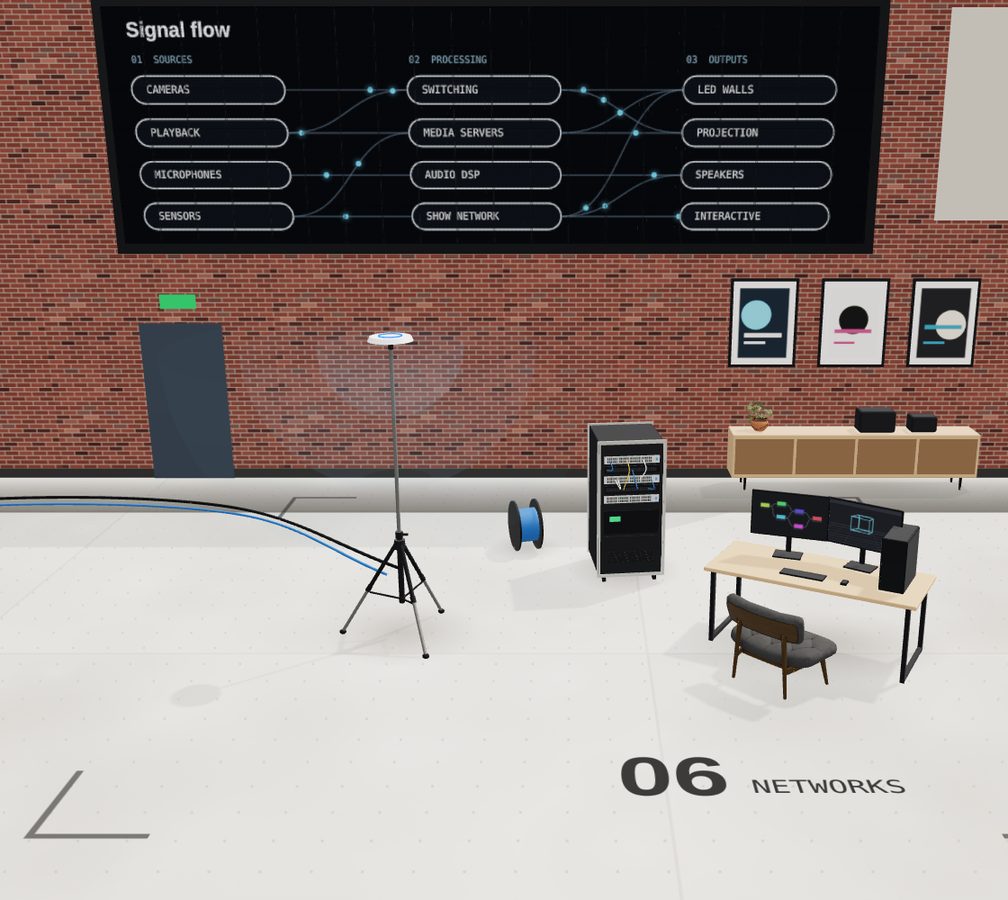 Signal flow
01 SOURCES
02 PROCESSING
03 OUTPUTS
CAMERAS
SWITCHING
LED WALLS
PLAYBACK
MEDIA SERVERS
PROJECTION
MICROPHONES
AUDIO DSP
SPEAKERS
SENSORS
SHOW NETWORK
INTERACTIVE
06 NETWORKS